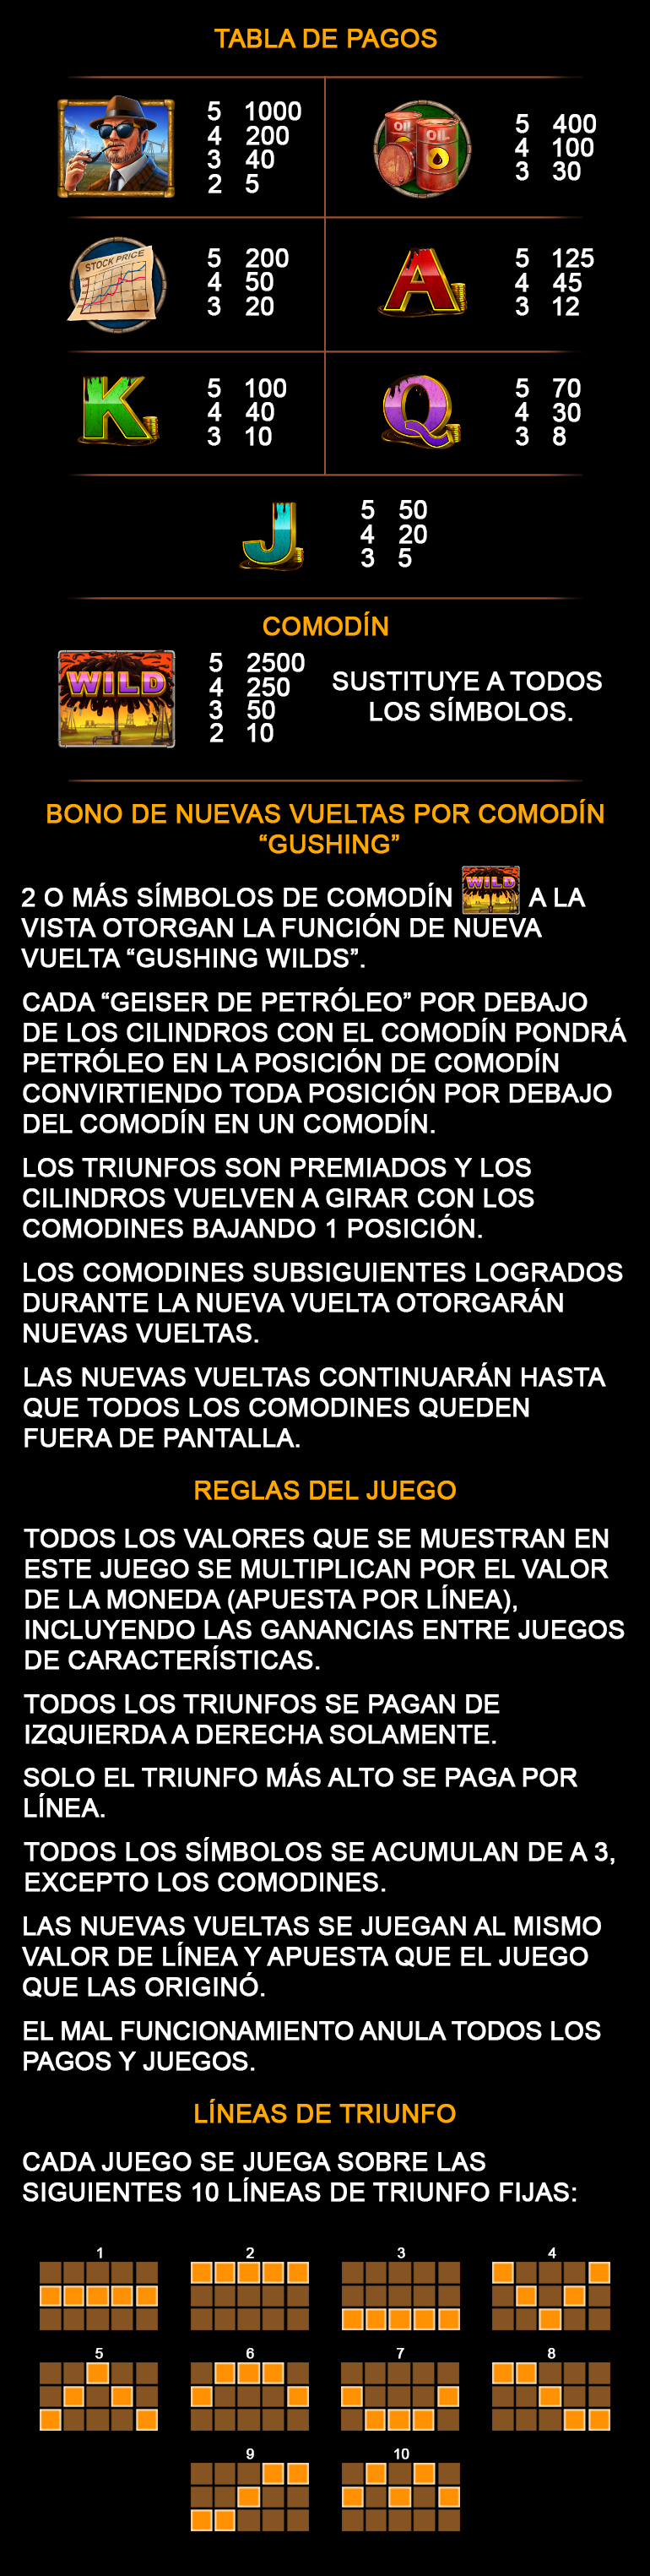 TABLA DE PAGOS
5 1000
4 200
3 40
2 5
OIL OIL
5 400
4 100
3 30
STOCK PRICE
5 200
4 50
3 20
A
5 125
4 45
3 12
K
5 100
4 40
3 10
Q
5 70
4 30
3 8
J
5 50
4 20
3 5
COMODÍN
WILD
5 2500
4 250
3 50
2 10
SUSTITUYE A TODOS
LOS SÍMBOLOS.
BONO DE NUEVAS VUELTAS POR COMODÍN
“GUSHING”
2 O MÁS SÍMBOLOS DE COMODÍN WILD A LA
VISTA OTORGAN LA FUNCIÓN DE NUEVA
VUELTA “GUSHING WILDS”.
CADA “GEISER DE PETRÓLEO” POR DEBAJO
DE LOS CILINDROS CON EL COMODÍN PONDRÁ
PETRÓLEO EN LA POSICIÓN DE COMODÍN
CONVIRTIENDO TODA POSICIÓN POR DEBAJO
DEL COMODÍN EN UN COMODÍN.
LOS TRIUNFOS SON PREMIADOS Y LOS
CILINDROS VUELVEN A GIRAR CON LOS
COMODINES BAJANDO 1 POSICIÓN.
LOS COMODINES SUBSIGUIENTES LOGRADOS
DURANTE LA NUEVA VUELTA OTORGARÁN
NUEVAS VUELTAS.
LAS NUEVAS VUELTAS CONTINUARÁN HASTA
QUE TODOS LOS COMODINES QUEDEN
FUERA DE PANTALLA.
REGLAS DEL JUEGO
TODOS LOS VALORES QUE SE MUESTRAN EN
ESTE JUEGO SE MULTIPLICAN POR EL VALOR
DE LA MONEDA (APUESTA POR LÍNEA),
INCLUYENDO LAS GANANCIAS ENTRE JUEGOS
DE CARACTERÍSTICAS.
TODOS LOS TRIUNFOS SE PAGAN DE
IZQUIERDA A DERECHA SOLAMENTE.
SOLO EL TRIUNFO MÁS ALTO SE PAGA POR
LÍNEA.
TODOS LOS SÍMBOLOS SE ACUMULAN DE A 3,
EXCEPTO LOS COMODINES.
LAS NUEVAS VUELTAS SE JUEGAN AL MISMO
VALOR DE LÍNEA Y APUESTA QUE EL JUEGO
QUE LAS ORIGINÓ.
EL MAL FUNCIONAMIENTO ANULA TODOS LOS
PAGOS Y JUEGOS.
LÍNEAS DE TRIUNFO
CADA JUEGO SE JUEGA SOBRE LAS
SIGUIENTES 10 LÍNEAS DE TRIUNFO FIJAS:
1 2 3 4
5 6 7 8
9 10